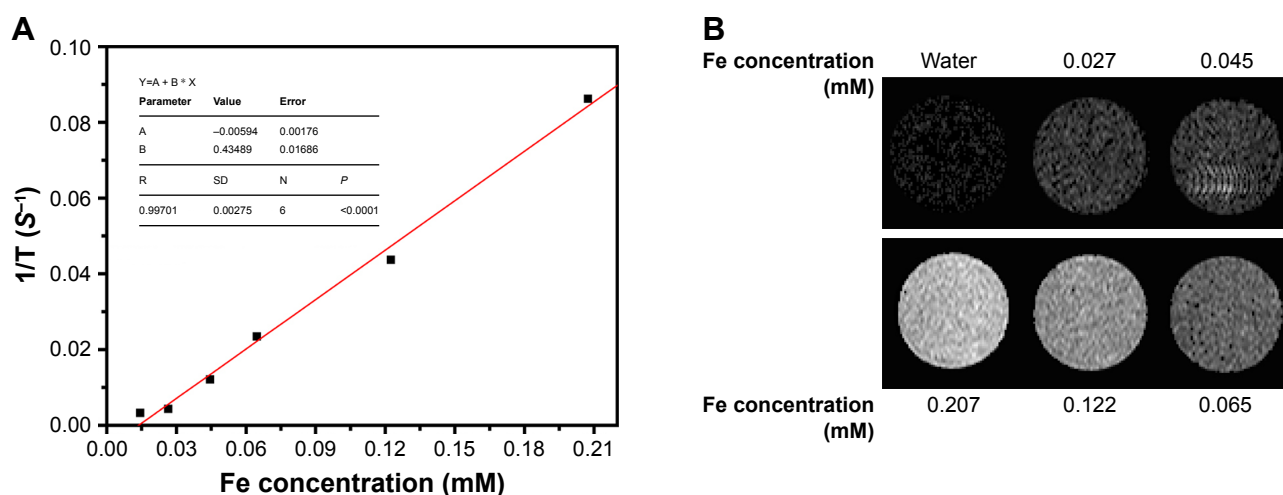 A
0.10
0.08
0.06
0.04
0.02
0.00
1/T (S⁻¹)
Y=A + B * X
Parameter Value Error
A –0.00594 0.00176
B 0.43489 0.01686
R SD N P
0.99701 0.00275 6 <0.0001
0.00 0.03 0.06 0.09 0.12 0.15 0.18 0.21
Fe concentration (mM)
B
Fe concentration Water 0.027 0.045
(mM)
Fe concentration 0.207 0.122 0.065
(mM)